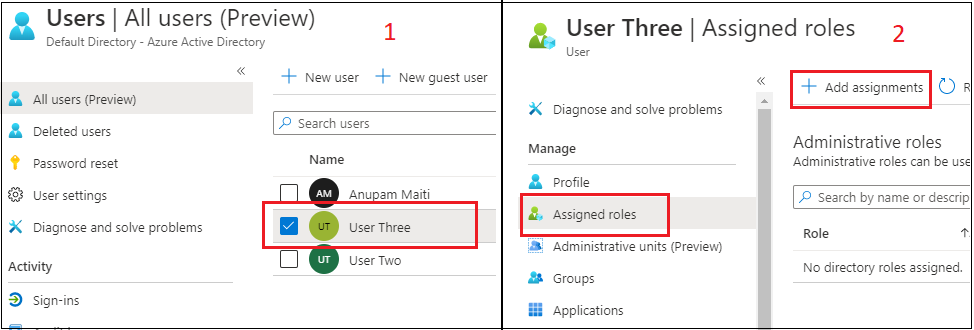 Users | All users (Preview)
Default Directory - Azure Active Directory
1
«
+ New user + New guest user
All users (Preview)
Deleted users
Password reset
User settings
Diagnose and solve problems
Activity
Sign-ins
Search users
Name
AM Anupam Maiti
UT User Three
UT User Two
User Three | Assigned roles
User
2
«
Diagnose and solve problems
Manage
Profile
Assigned roles
Administrative units (Preview)
Groups
Applications
+ Add assignments
R
Administrative roles
Administrative roles can be use
Search by name or descrip
Role ↑
No directory roles assigned.